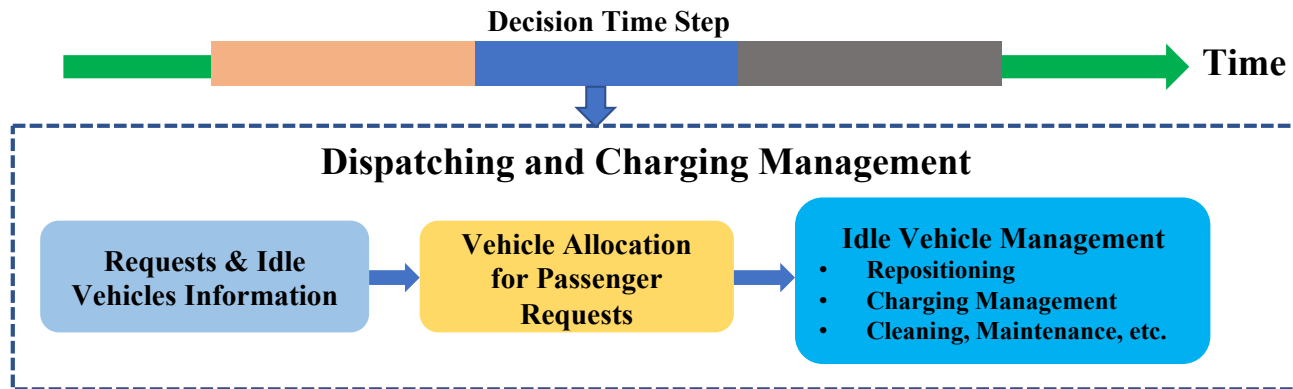 Decision Time Step
Time
Dispatching and Charging Management
Requests & Idle
Vehicles Information
Vehicle Allocation
for Passenger
Requests
Idle Vehicle Management
• Repositioning
• Charging Management
• Cleaning, Maintenance, etc.